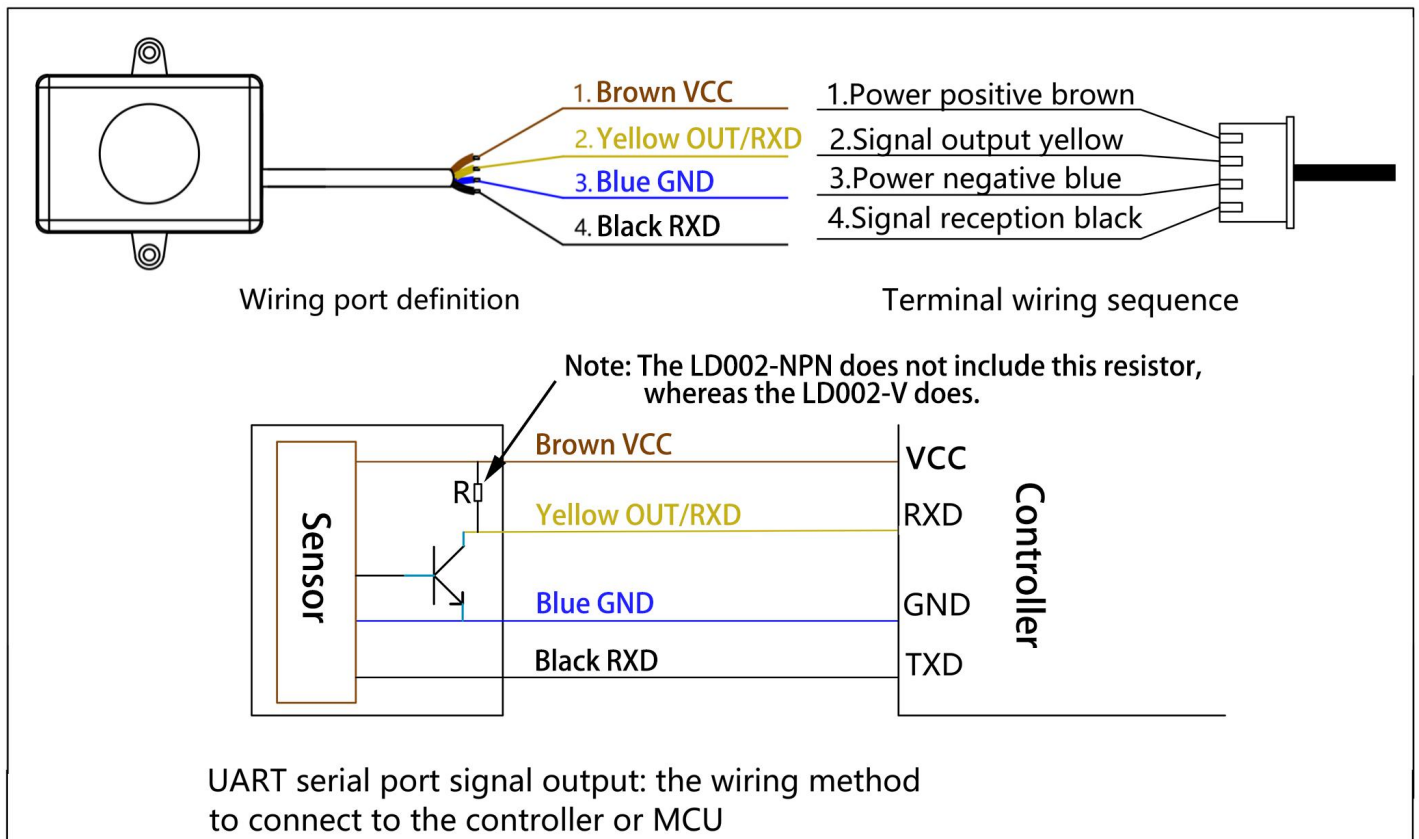 1. Brown VCC
2. Yellow OUT/RXD
3. Blue GND
4. Black RXD
1.Power positive brown
2.Signal output yellow
3.Power negative blue
4.Signal reception black
Wiring port definition
Terminal wiring sequence
Note: The LD002-NPN does not include this resistor,
whereas the LD002-V does.
Brown VCC
VCC
R
Yellow OUT/RXD
RXD
Sensor
Controller
Blue GND
GND
Black RXD
TXD
UART serial port signal output: the wiring method
to connect to the controller or MCU